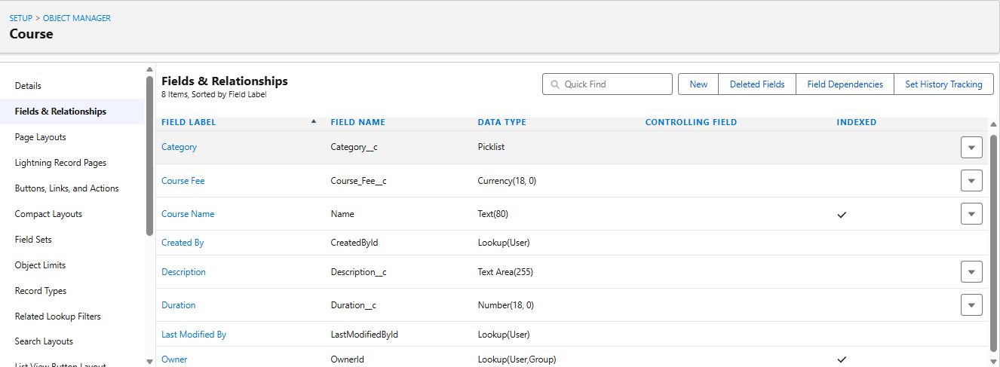 SETUP > OBJECT MANAGER
Course
Details
Fields & Relationships
Page Layouts
Lightning Record Pages
Buttons, Links, and Actions
Compact Layouts
Field Sets
Object Limits
Record Types
Related Lookup Filters
Search Layouts
List View Button Layout
Fields & Relationships
8 Items, Sorted by Field Label
Quick Find
New
Deleted Fields
Field Dependencies
Set History Tracking
FIELD LABEL FIELD NAME DATA TYPE CONTROLLING FIELD INDEXED
Category Category__c Picklist
Course Fee Course_Fee__c Currency(18, 0)
Course Name Name Text(80)
Created By CreatedById Lookup(User)
Description Description__c Text Area(255)
Duration Duration__c Number(18, 0)
Last Modified By LastModifiedById Lookup(User)
Owner OwnerId Lookup(User,Group)